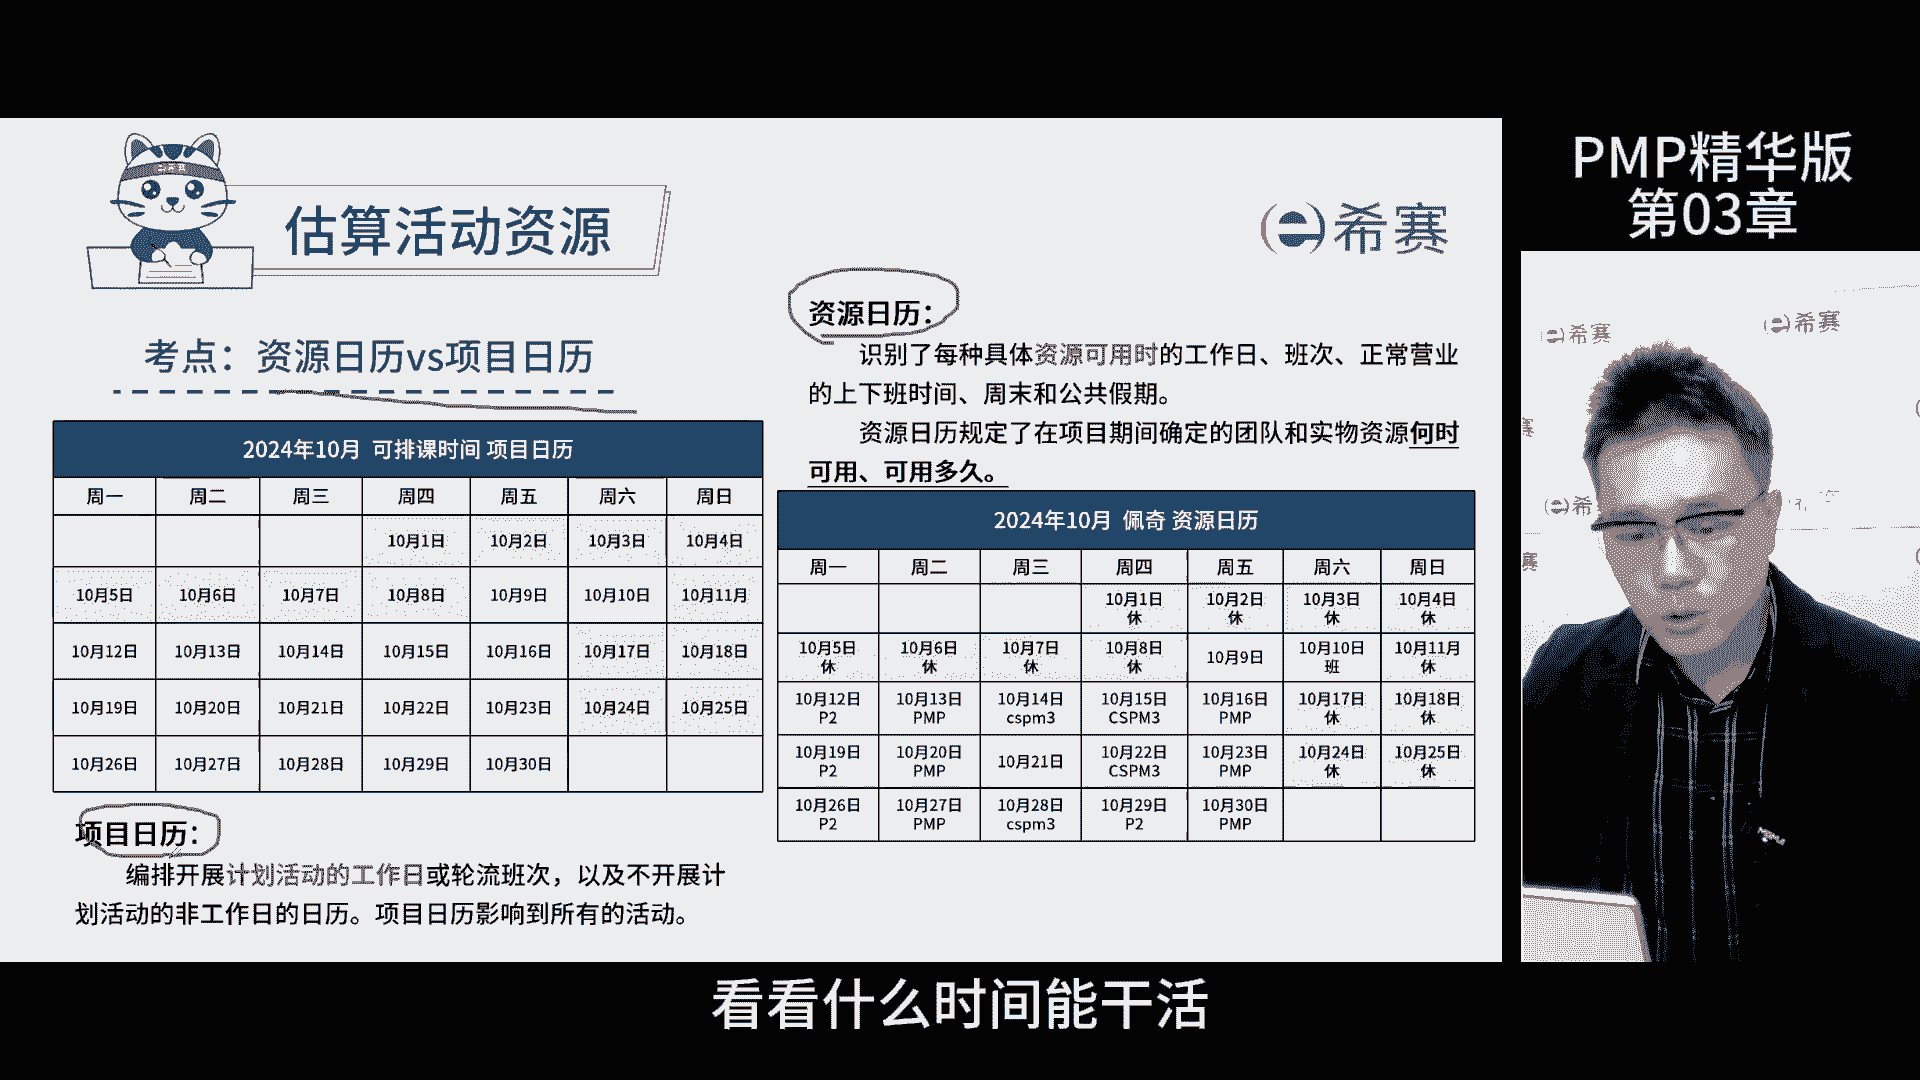 PMP精华版
第03章
估算活动资源
希赛
考点：资源日历vs项目日历
2024年10月 可排课时间 项目日历
周一 周二 周三 周四 周五 周六 周日
10月1日 10月2日 10月3日 10月4日
10月5日 10月6日 10月7日 10月8日 10月9日 10月10日 10月11月
10月12日 10月13日 10月14日 10月15日 10月16日 10月17日 10月18日
10月19日 10月20日 10月21日 10月22日 10月23日 10月24日 10月25日
10月26日 10月27日 10月28日 10月29日 10月30日
项目日历：
编排开展计划活动的工作日或轮流班次，以及不开展计
划活动的非工作日的日历。项目日历影响到所有的活动。
资源日历：
识别了每种具体资源可用时的工作日、班次、正常营业
的上下班时间、周末和公共假期。
资源日历规定了在项目期间确定的团队和实物资源何时
可用、可用多久。
2024年10月 佩奇 资源日历
周一 周二 周三 周四 周五 周六 周日
10月1日 10月2日 10月3日 10月4日
休 休 休 休
10月5日 10月6日 10月7日 10月8日 10月9日 10月10日 10月11月
休 休 休 休 班 休
10月12日 10月13日 10月14日 10月15日 10月16日 10月17日 10月18日
P2 PMP cspm3 CSPM3 PMP 休 休
10月19日 10月20日 10月21日 10月22日 10月23日 10月24日 10月25日
P2 PMP CSPM3 PMP 休 休
10月26日 10月27日 10月28日 10月29日 10月30日
P2 PMP cspm3 P2 PMP
希赛
希赛
希
赛
赛
看看什么时间能干活